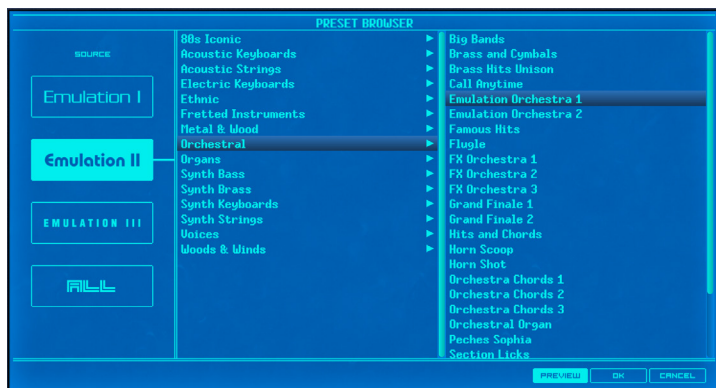 PRESET BROWSER
SOURCE
Emulation I
Emulation II
EMULATION III
ALL
80s Iconic
Acoustic Keyboards
Acoustic Strings
Electric Keyboards
Ethnic
Fretted Instruments
Metal & Wood
Orchestral
Organs
Synth Bass
Synth Brass
Synth Keyboards
Synth Strings
Voices
Woods & Winds
Big Bands
Brass and Cymbals
Brass Hits Unison
Call Anytime
Emulation Orchestra 1
Emulation Orchestra 2
Famous Hits
Flugle
FX Orchestra 1
FX Orchestra 2
FX Orchestra 3
Grand Finale 1
Grand Finale 2
Hits and Chords
Horn Scoop
Horn Shot
Orchestra Chords 1
Orchestra Chords 2
Orchestra Chords 3
Orchestral Organ
Peches Sophia
Section Licks
PREVIEW
OK
CANCEL